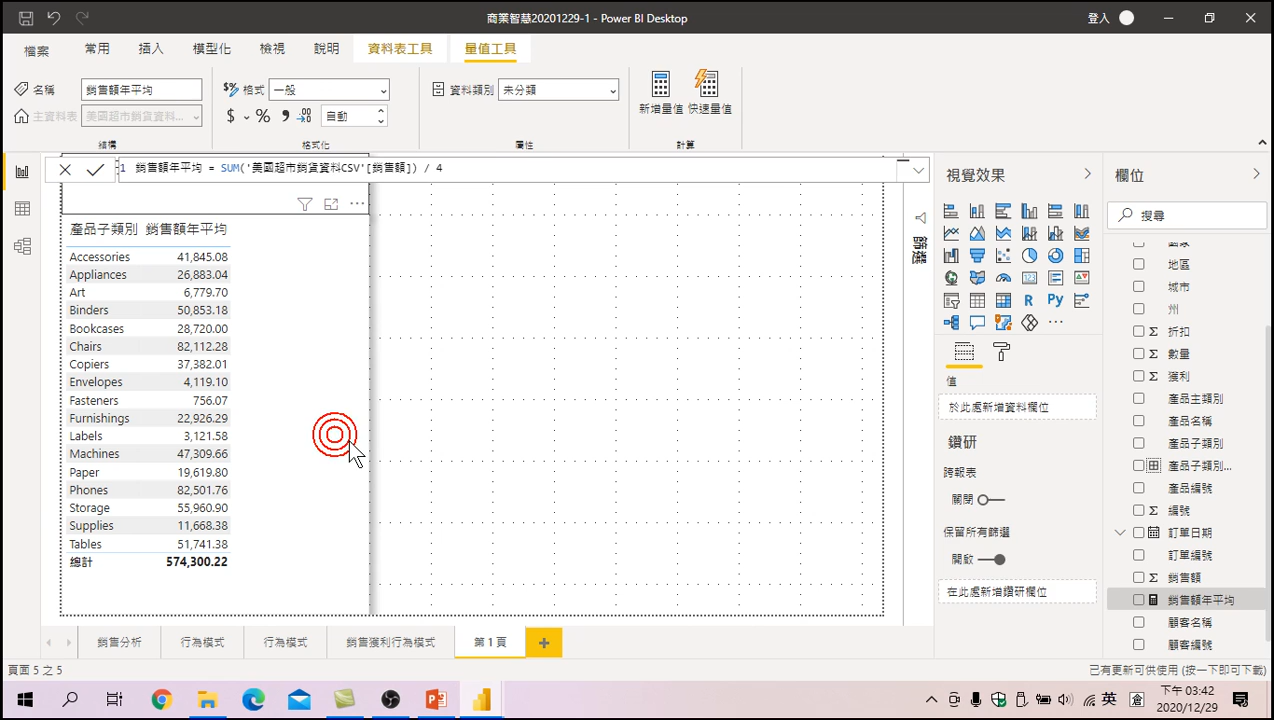 商業智慧20201229-1 - Power BI Desktop
登入
檔案 常用 插入 模型化 檢視 說明 資料表工具 量值工具
名稱 銷售額年平均
主資料表 美國超市銷貨資料...
結構
格式 一般
$ % 自動
格式化
資料類別 未分類
屬性
新增量值 快速量值
計算
1 銷售額年平均 = SUM('美國超市銷貨資料CSV'[銷售額]) / 4
產品子類別 銷售額年平均
Accessories 41,845.08
Appliances 26,883.04
Art 6,779.70
Binders 50,853.18
Bookcases 28,720.00
Chairs 82,112.28
Copiers 37,382.01
Envelopes 4,119.10
Fasteners 756.07
Furnishings 22,926.29
Labels 3,121.58
Machines 47,309.66
Paper 19,619.80
Phones 82,501.76
Storage 55,960.90
Supplies 11,668.38
Tables 51,741.38
總計 574,300.22
篩選
視覺效果
R Py
值
於此處新增資料欄位
鑽研
跨報表
關閉
保留所有篩選
開啟
在此處新增鑽研欄位
欄位
搜尋
地區
城市
州
折扣
數量
獲利
產品主類別
產品名稱
產品子類別
產品子類別...
產品編號
編號
訂單日期
訂單編號
銷售額
銷售額年平均
顧客名稱
顧客編號
銷售分析 行為模式 行為模式 銷售獲利行為模式 第 1 頁
頁面 5 之 5
已有更新可供使用 (按一下即可下載)
英
倉
下午 03:42
2020/12/29